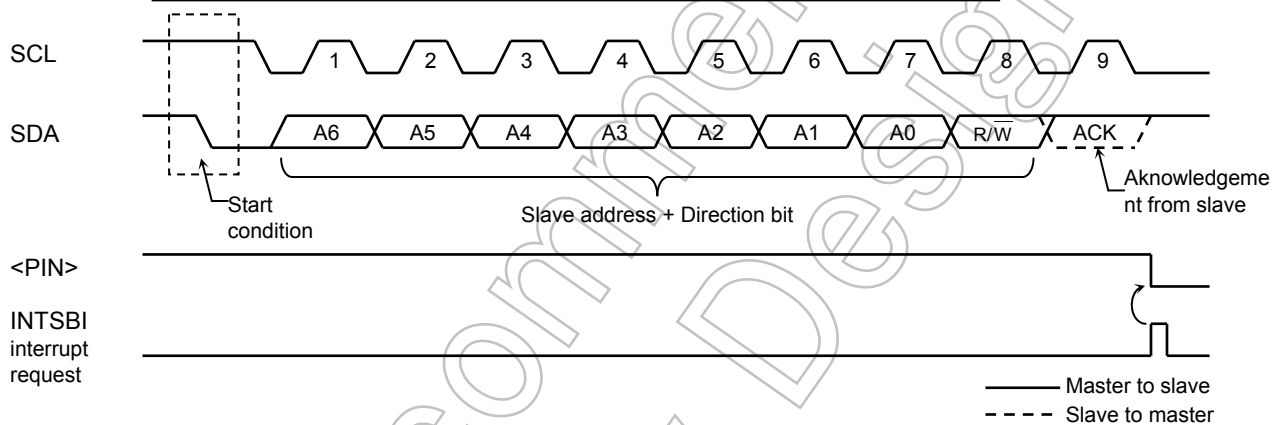 SCL 1 2 3 4 5 6 7 8 9
SDA A6 A5 A4 A3 A2 A1 A0 R/W̅ ACK
Start
condition
Slave address + Direction bit
Aknowledgeme
nt from slave
<PIN>
INTSBI
interrupt
request
Master to slave
Slave to master